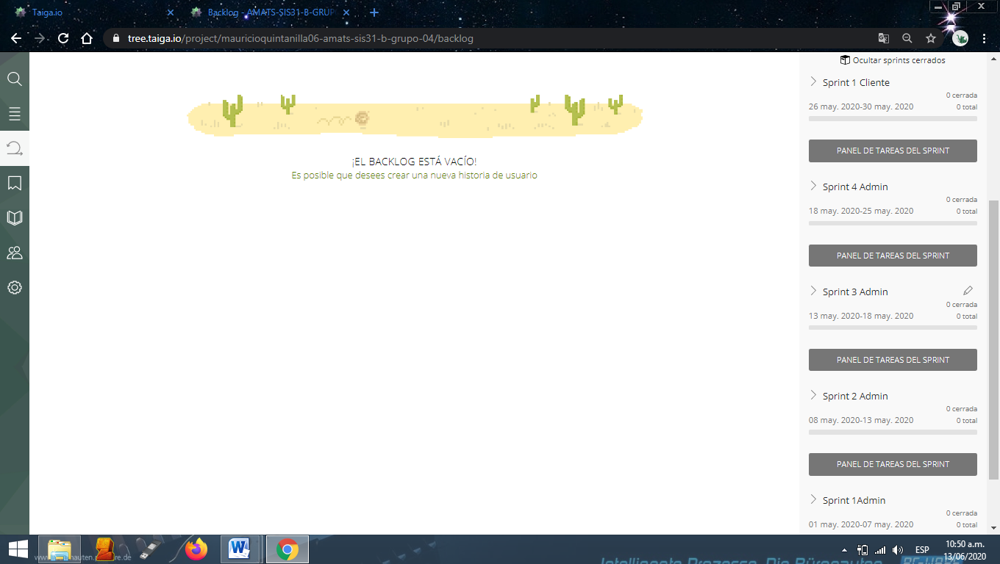 Taiga.io
Backlog - AMATS-SIS31-B-GRUP
tree.taiga.io/project/mauricioquintanilla06-amats-sis31-b-grupo-04/backlog
¡EL BACKLOG ESTÁ VACÍO!
Es posible que desees crear una nueva historia de usuario
Ocultar sprints cerrados
Sprint 1 Cliente
0 cerrada
26 may. 2020-30 may. 2020
0 total
PANEL DE TAREAS DEL SPRINT
Sprint 4 Admin
0 cerrada
18 may. 2020-25 may. 2020
0 total
PANEL DE TAREAS DEL SPRINT
Sprint 3 Admin
0 cerrada
13 may. 2020-18 may. 2020
0 total
PANEL DE TAREAS DEL SPRINT
Sprint 2 Admin
0 cerrada
08 may. 2020-13 may. 2020
0 total
PANEL DE TAREAS DEL SPRINT
Sprint 1Admin
0 cerrada
01 may. 2020-07 may. 2020
0 total
ESP
10:50 a.m.
13/06/2020